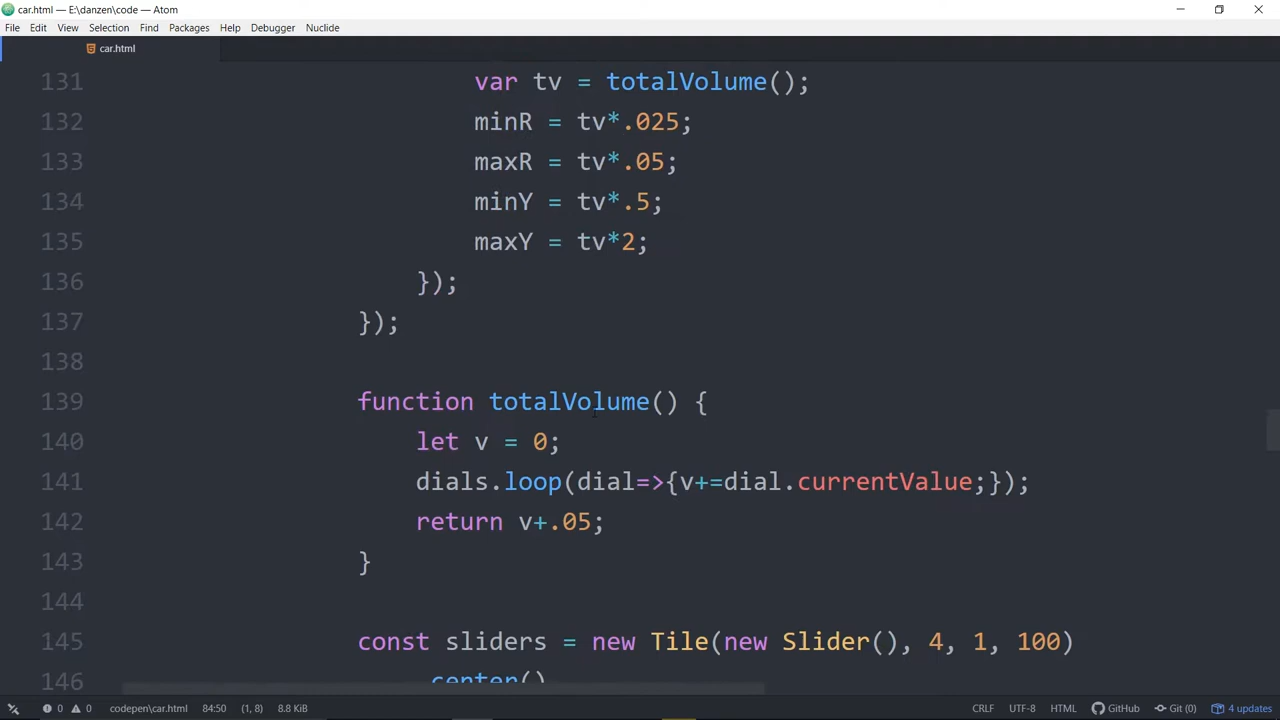 car.html — E:\danzen\code — Atom
File Edit View Selection Find Packages Help Debugger Nuclide
car.html
131 var tv = totalVolume();
132 minR = tv*.025;
133 maxR = tv*.05;
134 minY = tv*.5;
135 maxY = tv*2;
136 });
137 });
138
139 function totalVolume() {
140 let v = 0;
141 dials.loop(dial=>{v+=dial.currentValue;});
142 return v+.05;
143 }
144
145 const sliders = new Tile(new Slider(), 4, 1, 100)
146 .center()
0 0 codepen\car.html 84:50 (1, 8) 8.8 KiB CRLF UTF-8 HTML GitHub Git (0) 4 updates